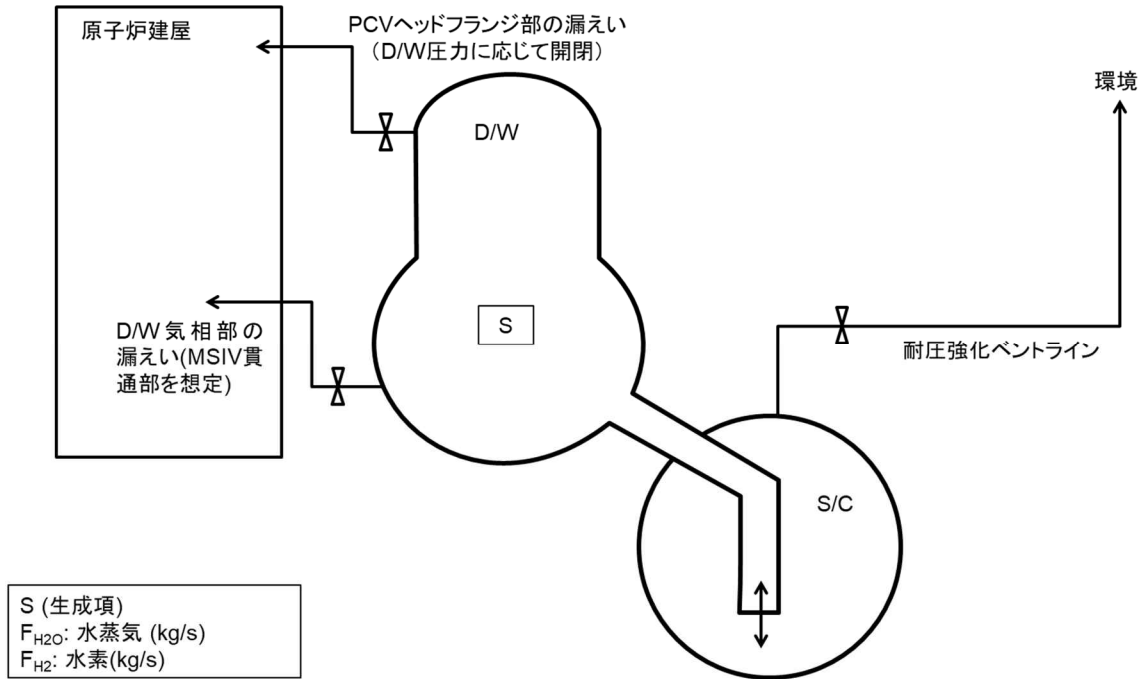 原子炉建屋
PCVヘッドフランジ部の漏えい
（D/W圧力に応じて開閉）
環境
D/W
S
D/W気相部の
漏えい(MSIV貫
通部を想定)
耐圧強化ベントライン
S/C
S (生成項)
F_H2O: 水蒸気 (kg/s)
F_H2: 水素(kg/s)